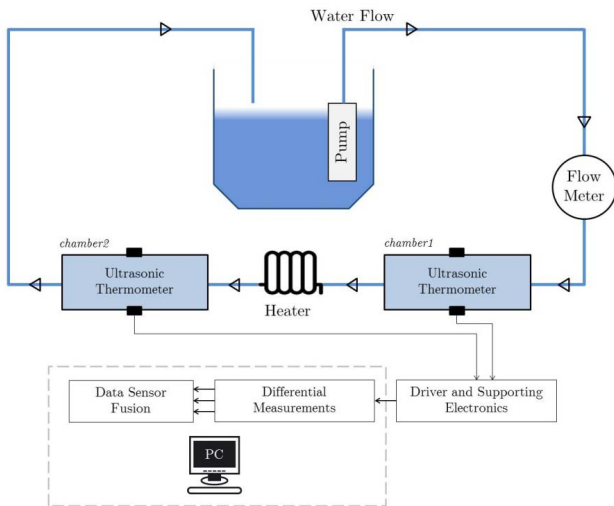 Water Flow
Pump
Flow
Meter
chamber2
chamber1
Ultrasonic
Thermometer
Ultrasonic
Thermometer
Heater
Data Sensor
Fusion
Differential
Measurements
Driver and Supporting
Electronics
PC